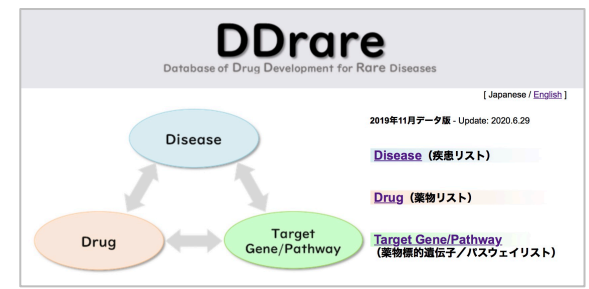 DDrare
Database of Drug Development for Rare Diseases
[ Japanese / English ]
2019年11月データ版 - Update: 2020.6.29
Disease
Disease（疾患リスト）
Drug（薬物リスト）
Drug
Target
Gene/Pathway
Target Gene/Pathway
（薬物標的遺伝子／パスウェイリスト）